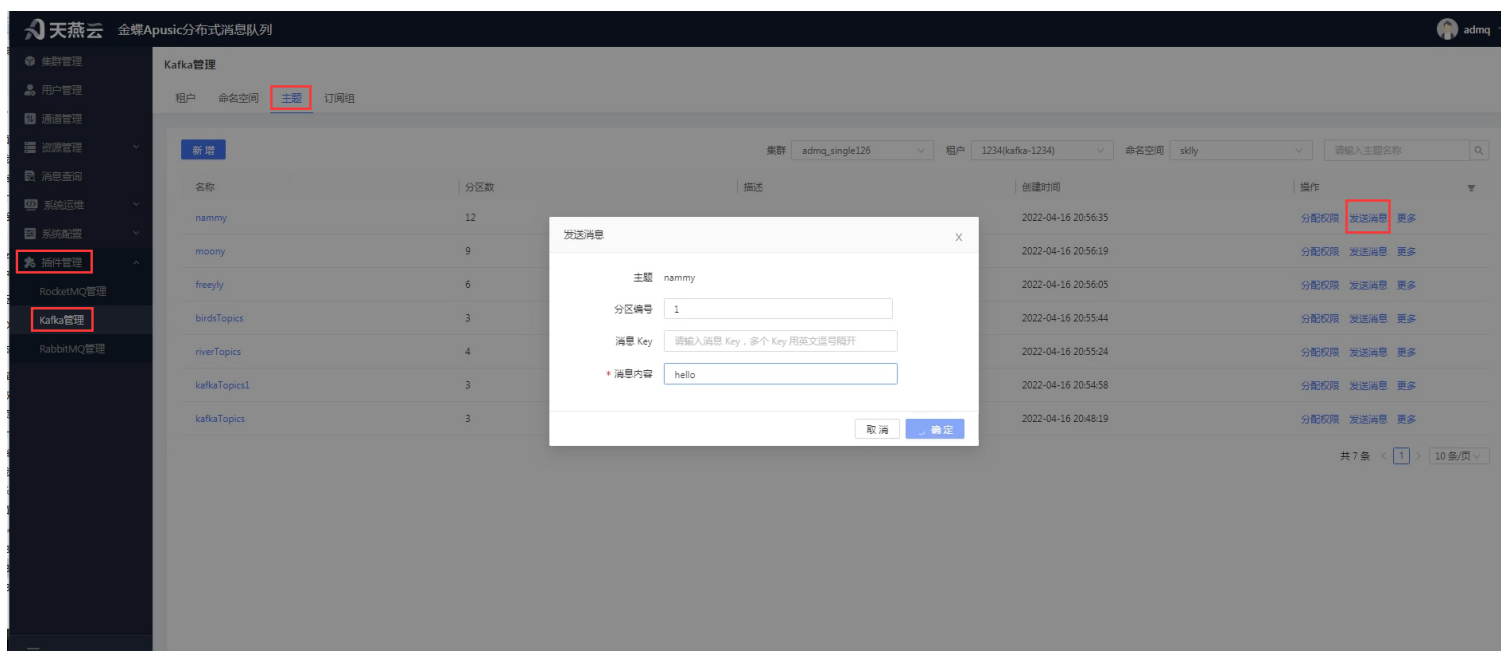 天燕云 金蝶Apusic分布式消息队列
admq
集群管理
用户管理
通道管理
资源管理
消息查询
系统运维
系统配置
插件管理
RocketMQ管理
Kafka管理
RabbitMQ管理
Kafka管理
租户 命名空间 主题 订阅组
新增 集群 admq_single126 租户 1234(kafka-1234) 命名空间 sklly 请输入主题名称
名称 分区数 描述 创建时间 操作
nammy 12 2022-04-16 20:56:35 分配权限 发送消息 更多
moony 9 2022-04-16 20:56:19 分配权限 发送消息 更多
freeyly 6 2022-04-16 20:56:05 分配权限 发送消息 更多
birdsTopics 3 2022-04-16 20:55:44 分配权限 发送消息 更多
riverTopics 4 2022-04-16 20:55:24 分配权限 发送消息 更多
kafkaTopics1 3 2022-04-16 20:54:58 分配权限 发送消息 更多
kafkaTopics 3 2022-04-16 20:48:19 分配权限 发送消息 更多
共7条 < 1 > 10条/页
发送消息 X
主题 nammy
分区编号 1
消息 Key 请输入消息 Key，多个 Key 用英文逗号隔开
* 消息内容 hello
取消 确定